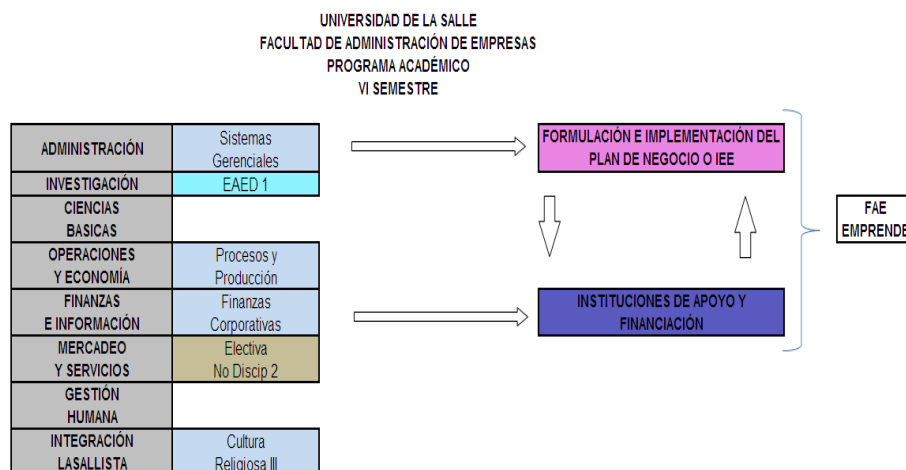 UNIVERSIDAD DE LA SALLE
FACULTAD DE ADMINISTRACIÓN DE EMPRESAS
PROGRAMA ACADÉMICO
VI SEMESTRE
ADMINISTRACIÓN
Sistemas
Gerenciales
INVESTIGACIÓN
EAED 1
CIENCIAS
BASICAS
OPERACIONES
Y ECONOMÍA
Procesos y
Producción
FINANZAS
E INFORMACIÓN
Finanzas
Corporativas
MERCADEO
Y SERVICIOS
Electiva
No Discip 2
GESTIÓN
HUMANA
INTEGRACIÓN
LASALLISTA
Cultura
Religiosa III
FORMULACIÓN E IMPLEMENTACIÓN DEL
PLAN DE NEGOCIO O IEE
INSTITUCIONES DE APOYO Y
FINANCIACIÓN
FAE
EMPRENDE